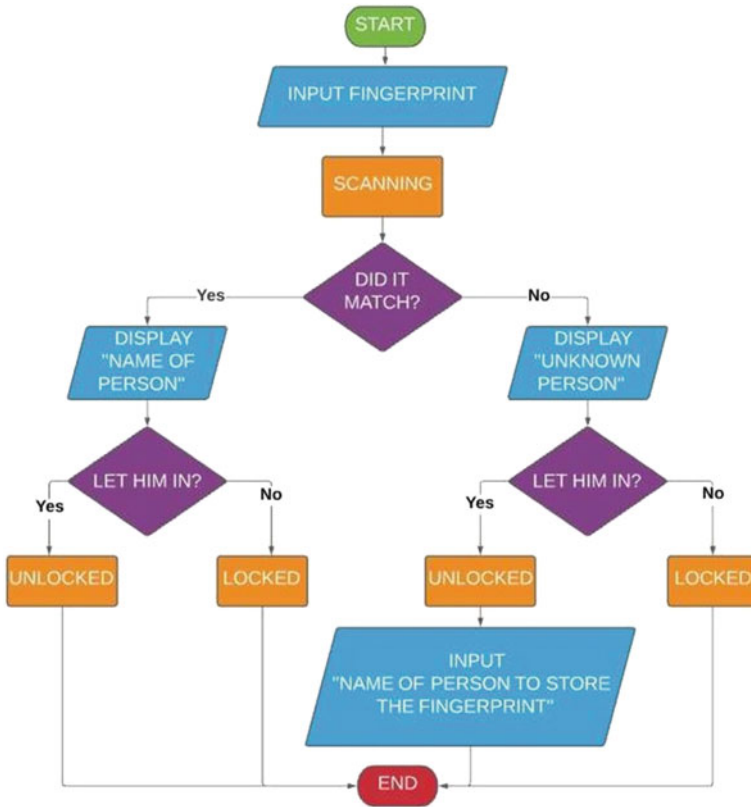 START
INPUT FINGERPRINT
SCANNING
DID IT
MATCH?
Yes
No
DISPLAY
"NAME OF
PERSON"
DISPLAY
"UNKNOWN
PERSON"
LET HIM IN?
Yes
No
LET HIM IN?
Yes
No
UNLOCKED
LOCKED
UNLOCKED
LOCKED
INPUT
"NAME OF PERSON TO STORE
THE FINGERPRINT"
END